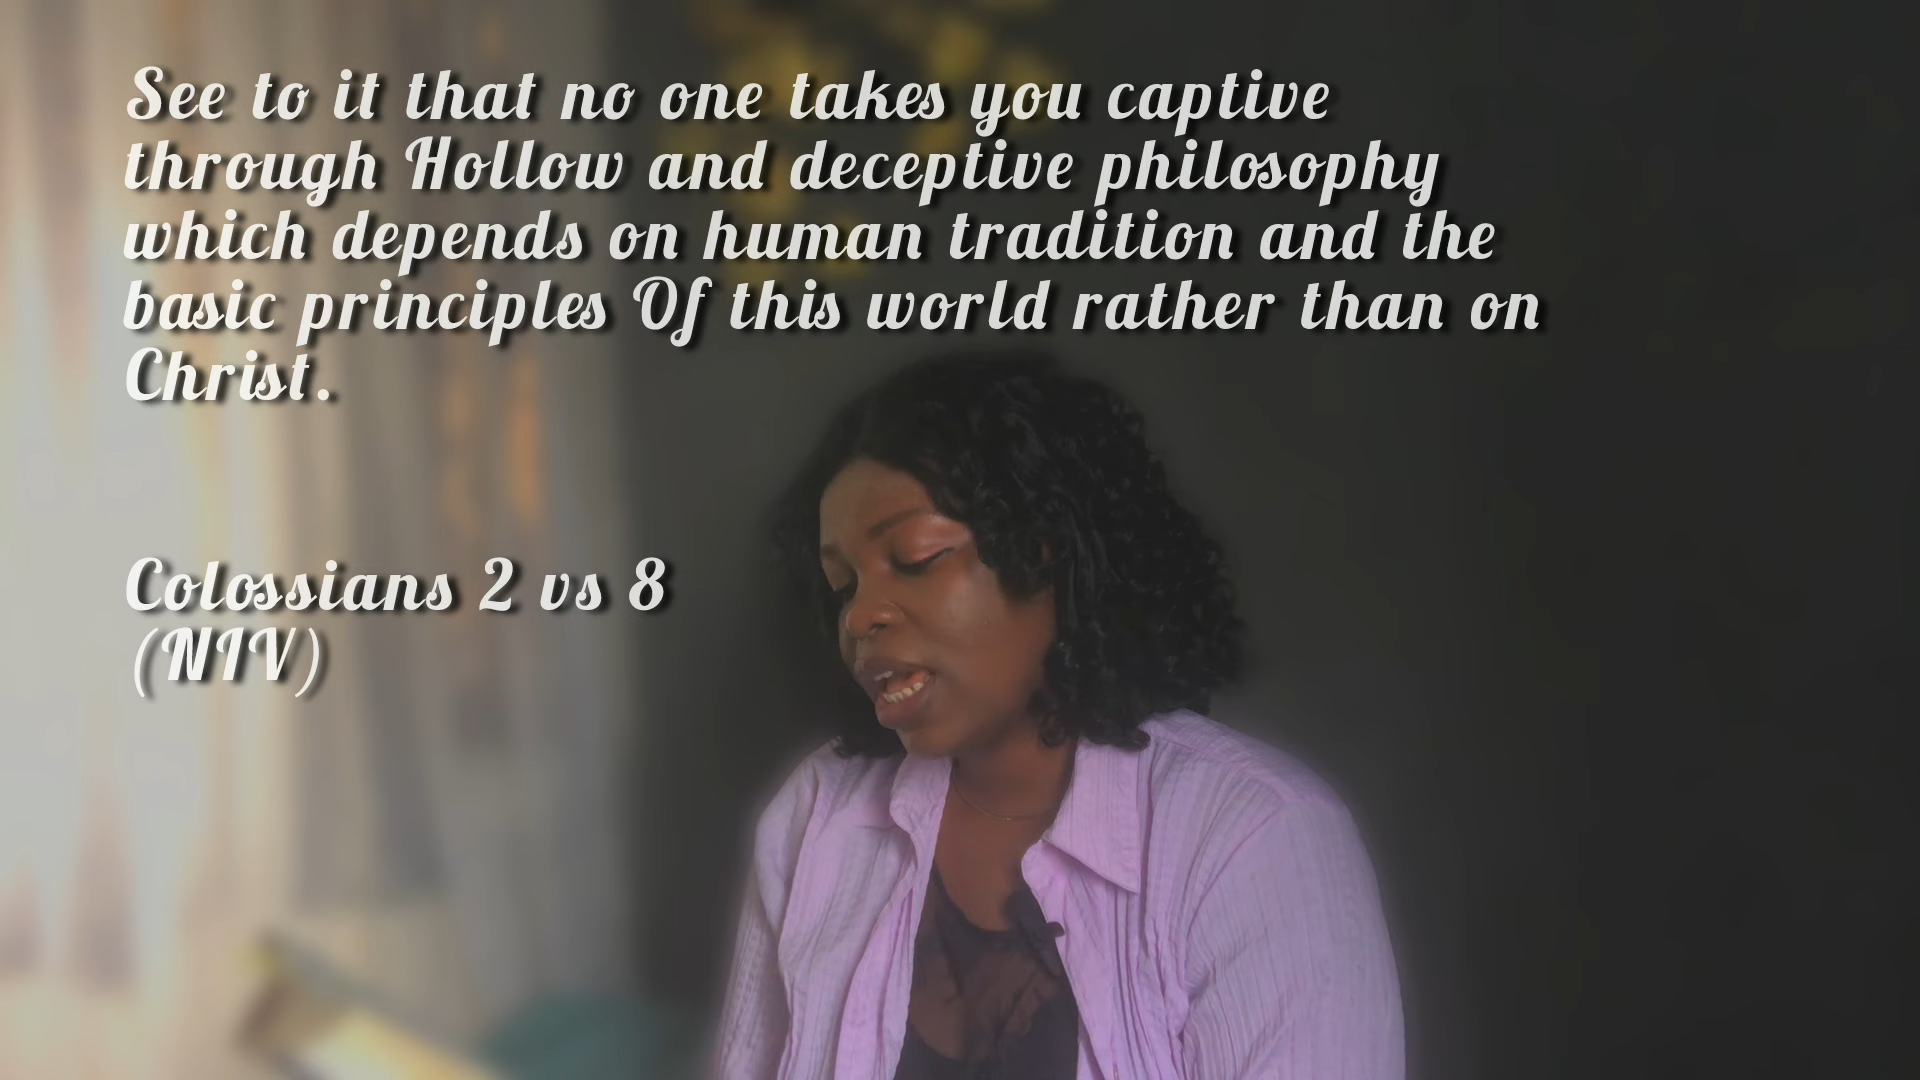 See to it that no one takes you captive
through Hollow and deceptive philosophy
which depends on human tradition and the
basic principles Of this world rather than on
Christ.
Colossians 2 vs 8
(NIV)